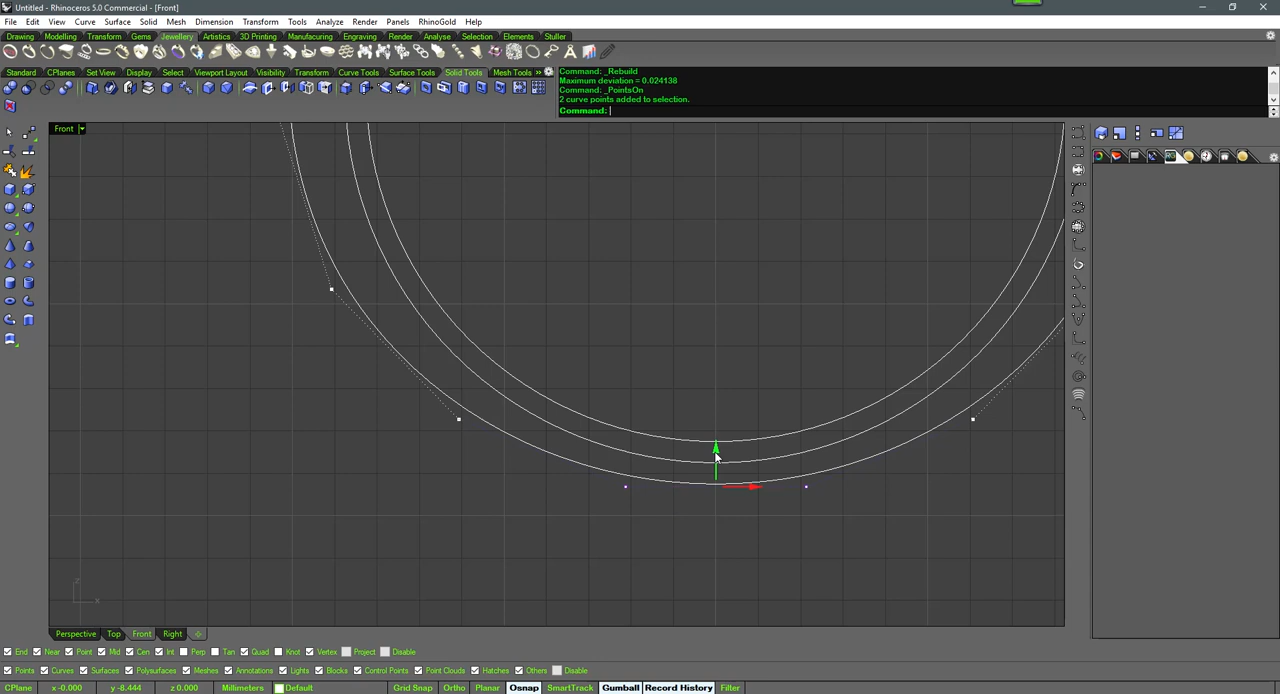 Untitled - Rhinoceros 5.0 Commercial - [Front]
File Edit View Curve Surface Solid Mesh Dimension Transform Tools Analyze Render Panels RhinoGold Help
Drawing Modelling Transform Gems Jewellery Artistics 3D Printing Manufacturing Engraving Render Analyse Selection Elements Stuller
Standard CPlanes Set View Display Select Viewport Layout Visibility Transform Curve Tools Surface Tools Solid Tools Mesh Tools »
Command: _Rebuild
Maximum deviation = 0.024138
Command: _PointsOn
2 curve points added to selection.
Command:
Front
z
x
Perspective Top Front Right
End Near Point Mid Cen Int Perp Tan Quad Knot Vertex Project Disable
Points Curves Surfaces Polysurfaces Meshes Annotations Lights Blocks Control Points Point Clouds Hatches Others Disable
CPlane x -0.000 y -8.444 z 0.000 Millimeters Default Grid Snap Ortho Planar Osnap SmartTrack Gumball Record History Filter